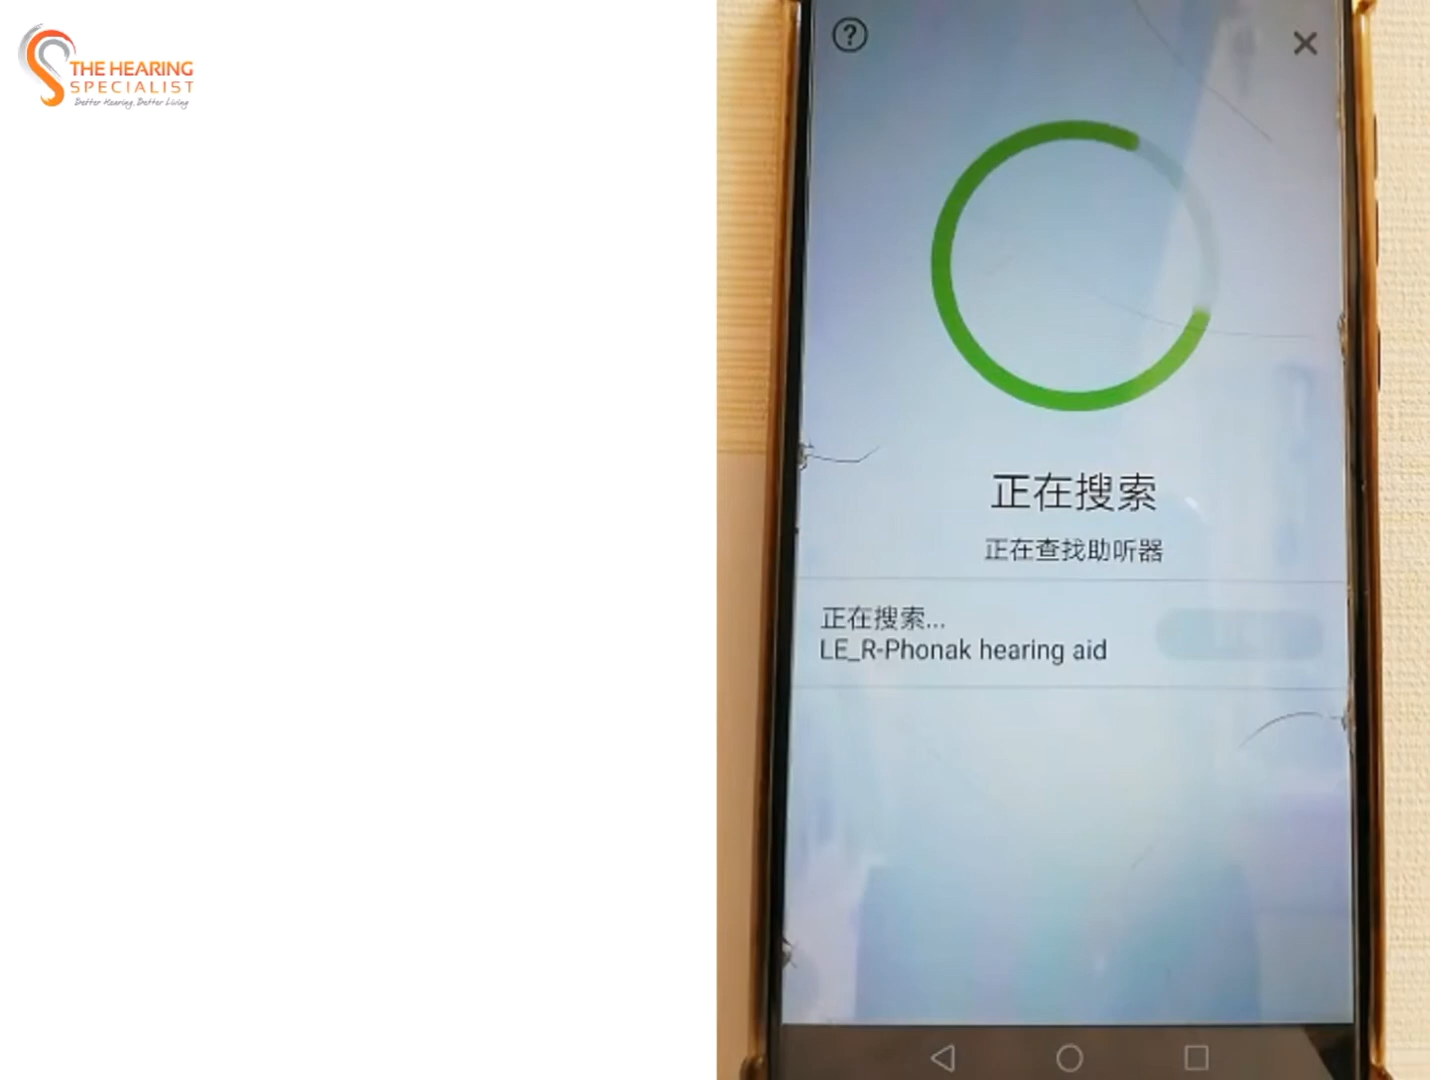 THE HEARING
SPECIALIST
Better Hearing, Better Living
?
正在搜索
正在查找助听器
正在搜索...
LE_R-Phonak hearing aid